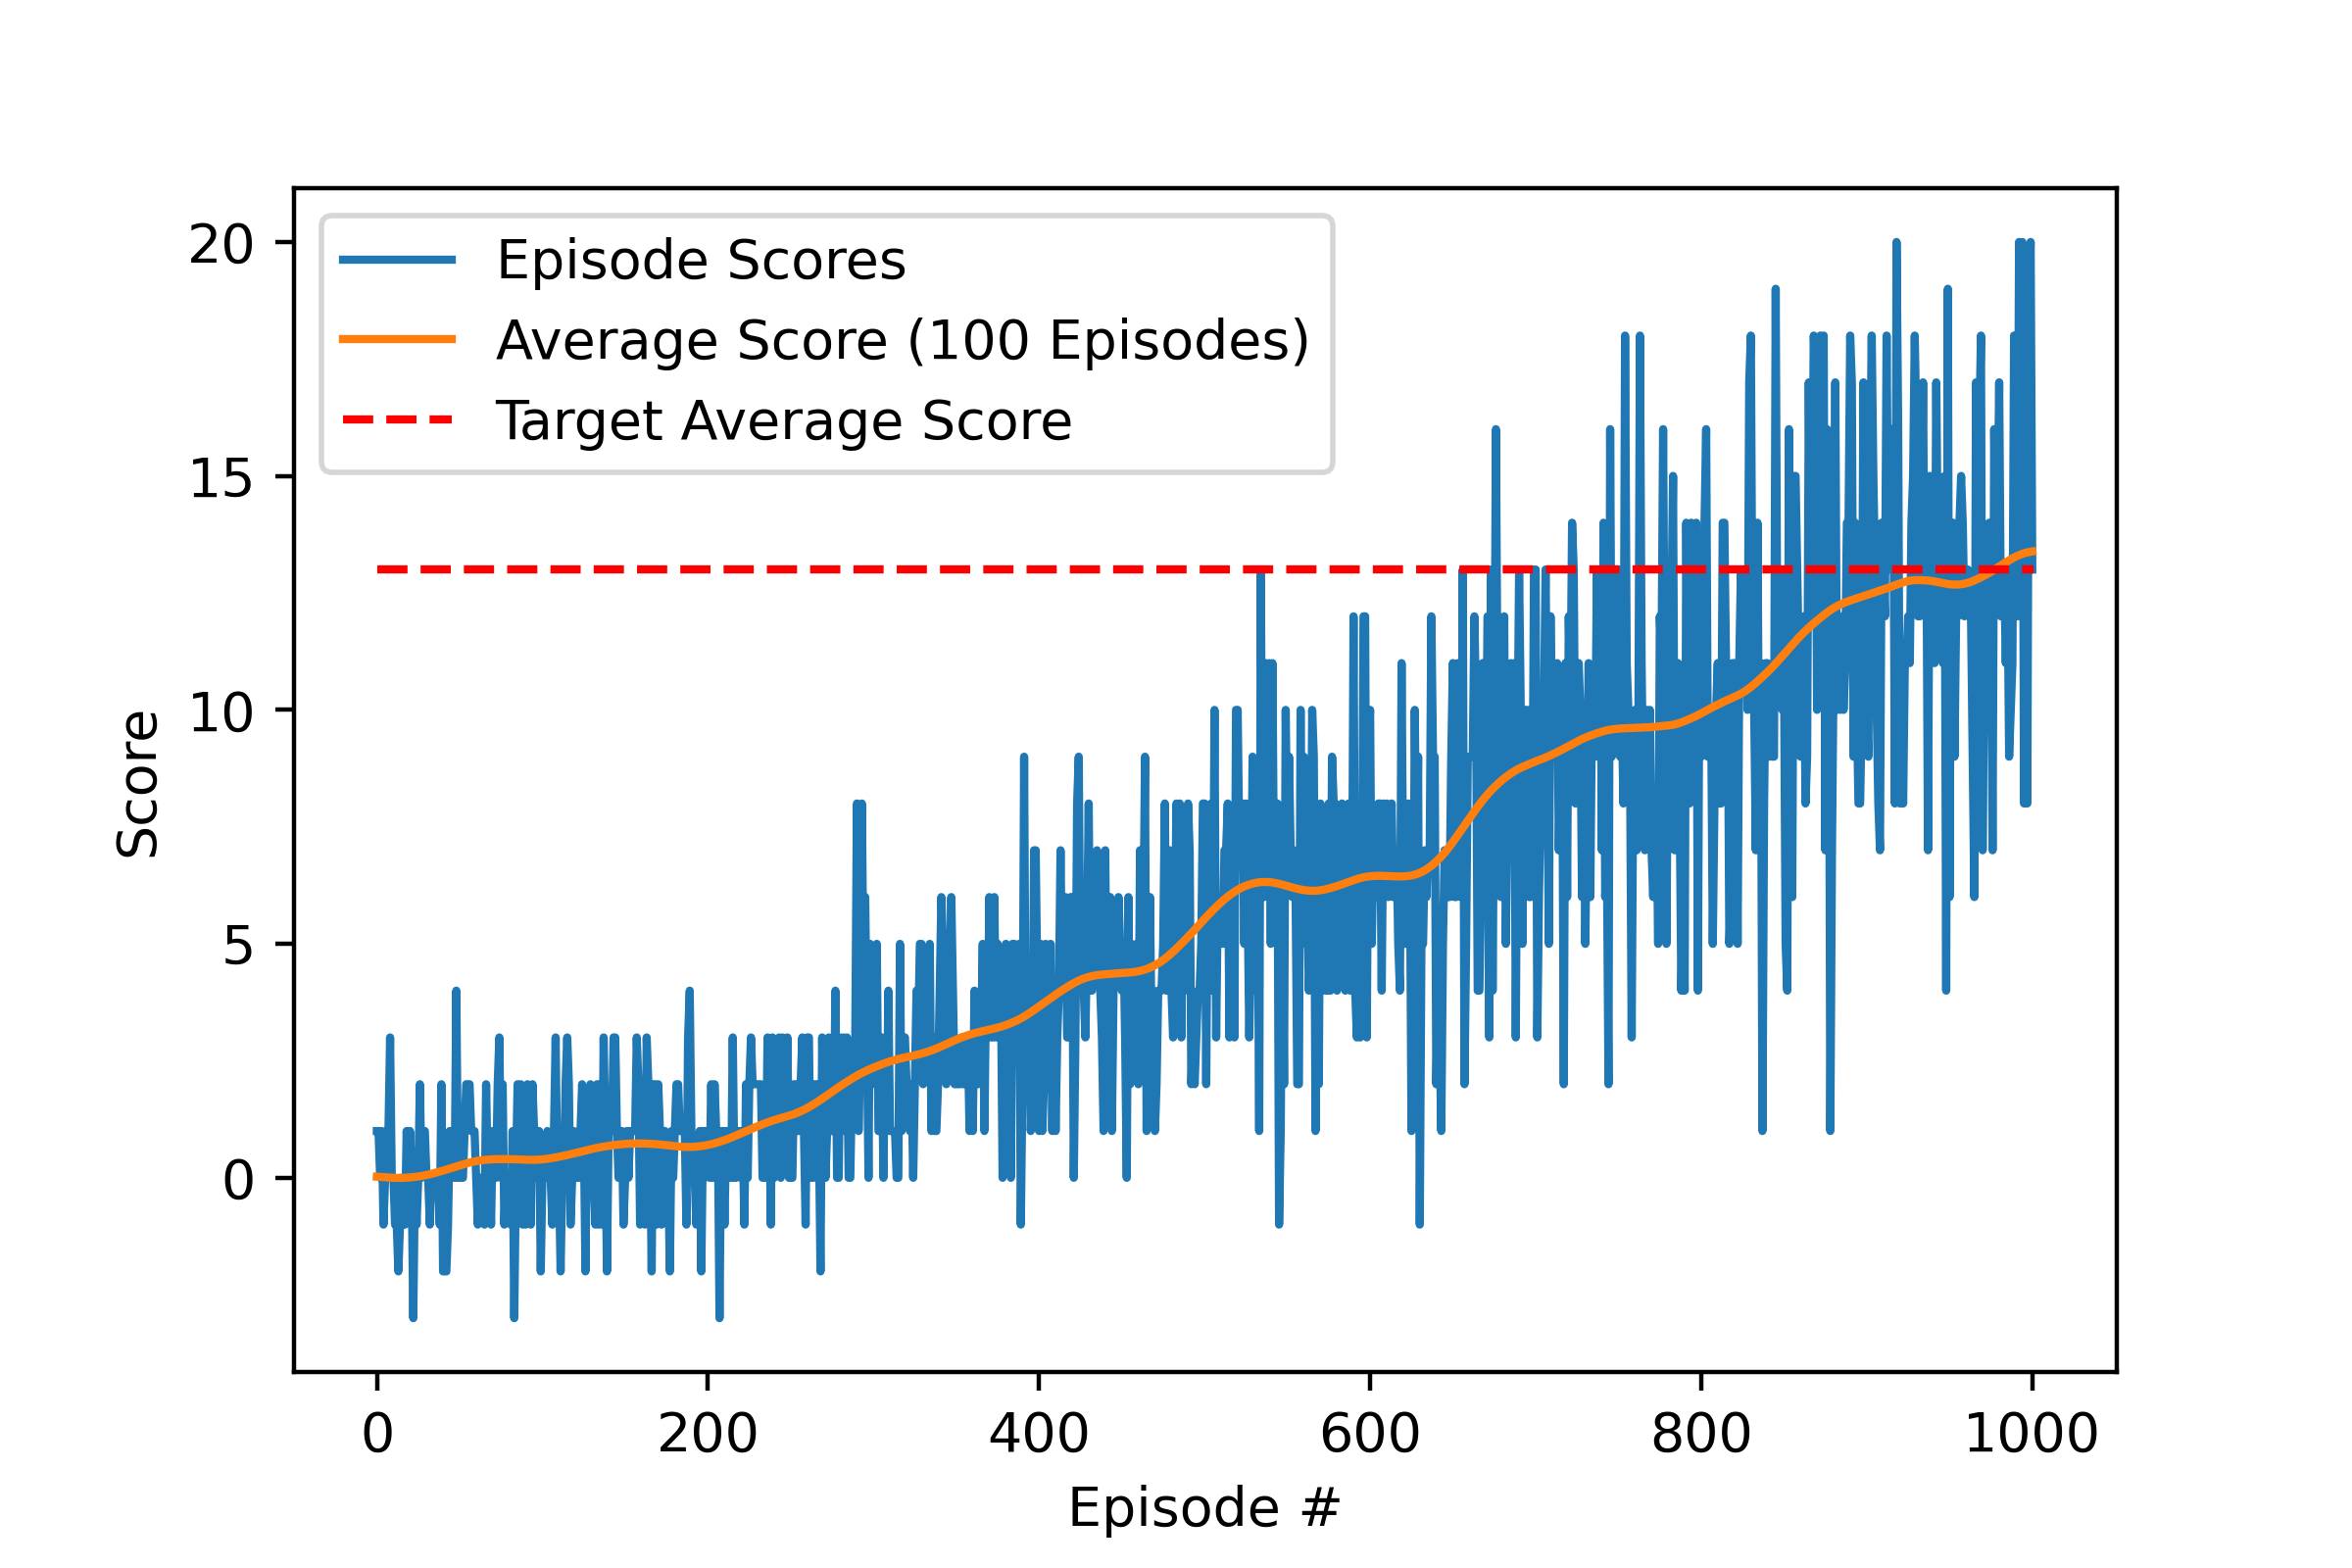 Episode Scores
Average Score (100 Episodes)
Target Average Score
20
15
10
5
0
Score
0 200 400 600 800 1000
Episode #